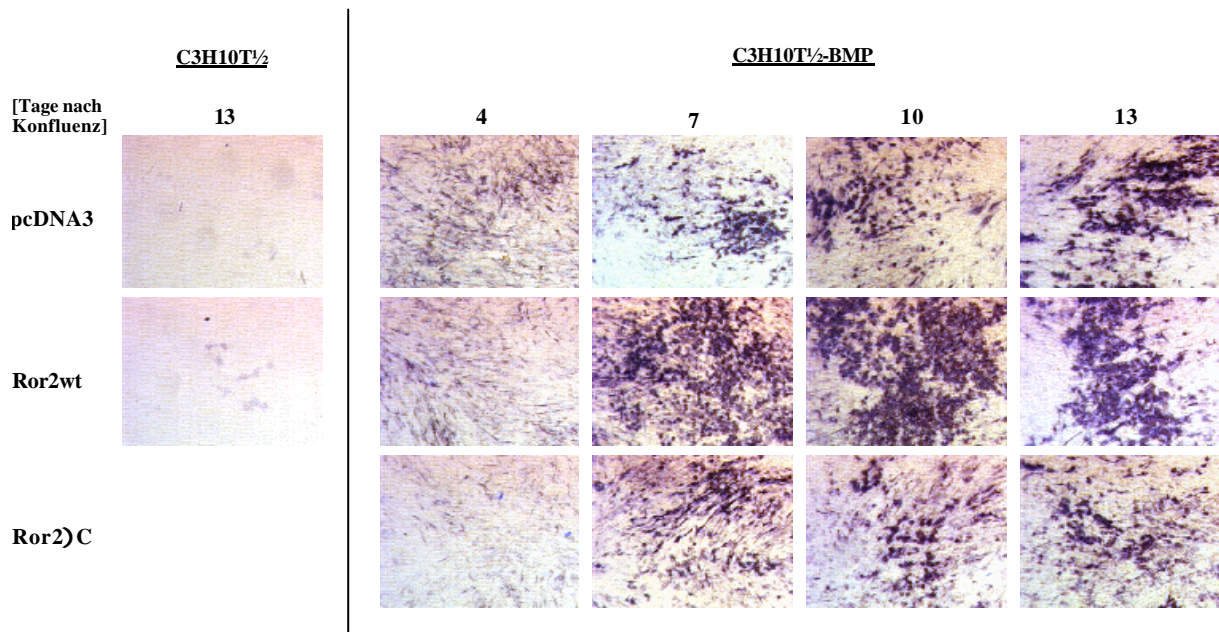 C3H10T½
C3H10T½-BMP
[Tage nach
Konfluenz]
13
4
7
10
13
pcDNA3
Ror2wt
Ror2)C